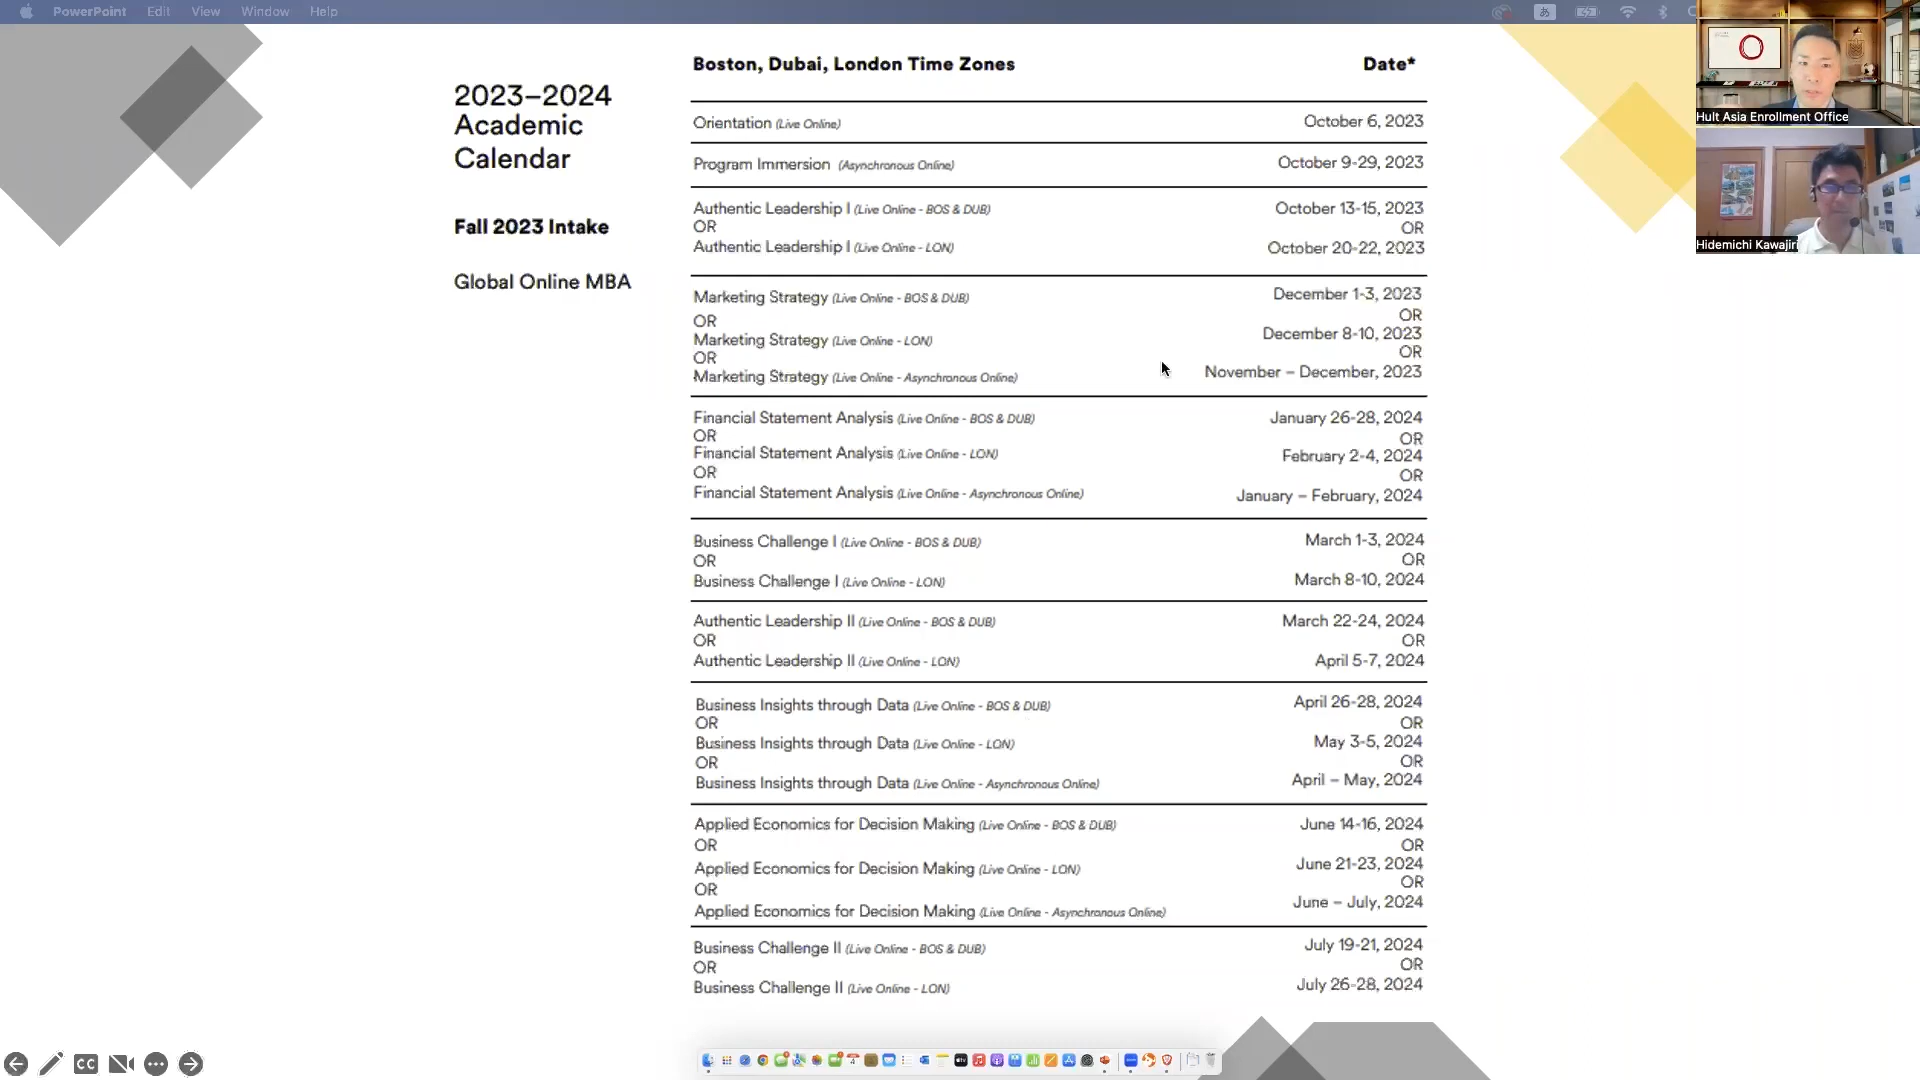 PowerPoint Edit View Window Help
あ
2023–2024
Academic
Calendar
Fall 2023 Intake
Global Online MBA
Boston, Dubai, London Time Zones Date*
Orientation (Live Online) October 6, 2023
Program Immersion (Asynchronous Online) October 9-29, 2023
Authentic Leadership I (Live Online - BOS & DUB) October 13-15, 2023
OR OR
Authentic Leadership I (Live Online - LON) October 20-22, 2023
Marketing Strategy (Live Online - BOS & DUB) December 1-3, 2023
OR OR
Marketing Strategy (Live Online - LON) December 8-10, 2023
OR OR
Marketing Strategy (Live Online - Asynchronous Online) November – December, 2023
Financial Statement Analysis (Live Online - BOS & DUB) January 26-28, 2024
OR OR
Financial Statement Analysis (Live Online - LON) February 2-4, 2024
OR OR
Financial Statement Analysis (Live Online - Asynchronous Online) January – February, 2024
Business Challenge I (Live Online - BOS & DUB) March 1-3, 2024
OR OR
Business Challenge I (Live Online - LON) March 8-10, 2024
Authentic Leadership II (Live Online - BOS & DUB) March 22-24, 2024
OR OR
Authentic Leadership II (Live Online - LON) April 5-7, 2024
Business Insights through Data (Live Online - BOS & DUB) April 26-28, 2024
OR OR
Business Insights through Data (Live Online - LON) May 3-5, 2024
OR OR
Business Insights through Data (Live Online - Asynchronous Online) April – May, 2024
Applied Economics for Decision Making (Live Online - BOS & DUB) June 14-16, 2024
OR OR
Applied Economics for Decision Making (Live Online - LON) June 21-23, 2024
OR OR
Applied Economics for Decision Making (Live Online - Asynchronous Online) June – July, 2024
Business Challenge II (Live Online - BOS & DUB) July 19-21, 2024
OR OR
Business Challenge II (Live Online - LON) July 26-28, 2024
Hult Asia Enrollment Office
Hidemichi Kawajiri
CC